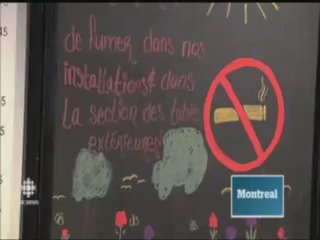 de fumer dans nos
installations & dans
la section des tables
extérieures
Montreal